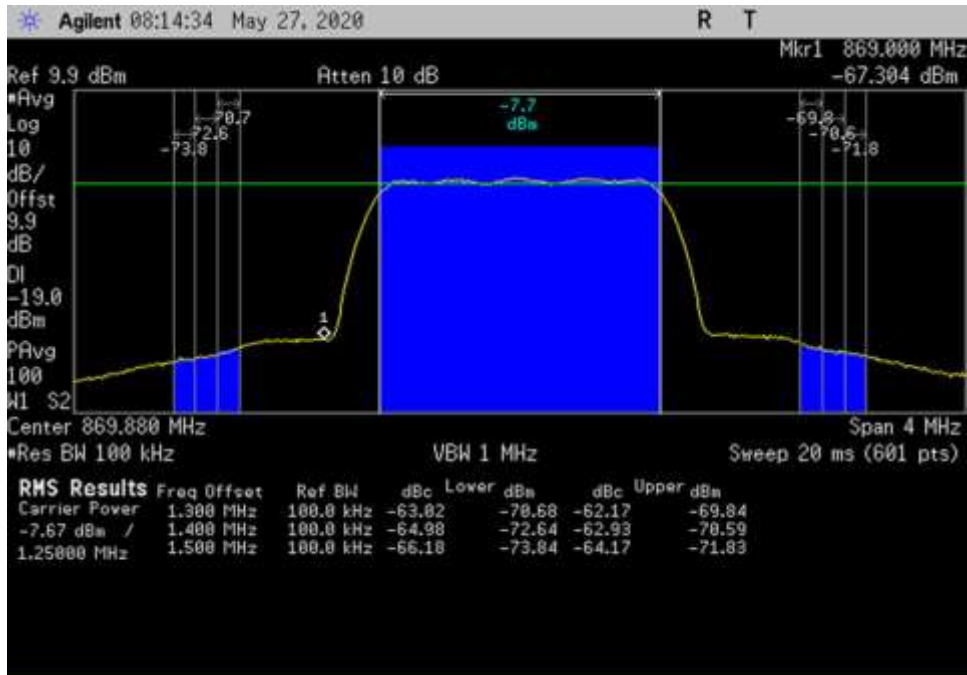 Agilent 08:14:34 May 27, 2020 R T
Mkr1 869.000 MHz
Ref 9.9 dBm Atten 10 dB -67.304 dBm
*Avg
Log
10
dB/
Offst
9.9
dB
DI
-19.0
dBm
PAvg
100
W1 S2
-7.7
dBm
-70.7
-72.6
-73.8
-69.8
-70.6
-71.8
1
Center 869.880 MHz Span 4 MHz
*Res BW 100 kHz VBW 1 MHz Sweep 20 ms (601 pts)
RMS Results Freq Offset Ref BW dBc Lower dBm dBc Upper dBm
Carrier Power 1.300 MHz 100.0 kHz -63.02 -70.68 -62.17 -69.84
-7.67 dBm / 1.400 MHz 100.0 kHz -64.98 -72.64 -62.93 -70.59
1.25000 MHz 1.500 MHz 100.0 kHz -66.18 -73.84 -64.17 -71.83